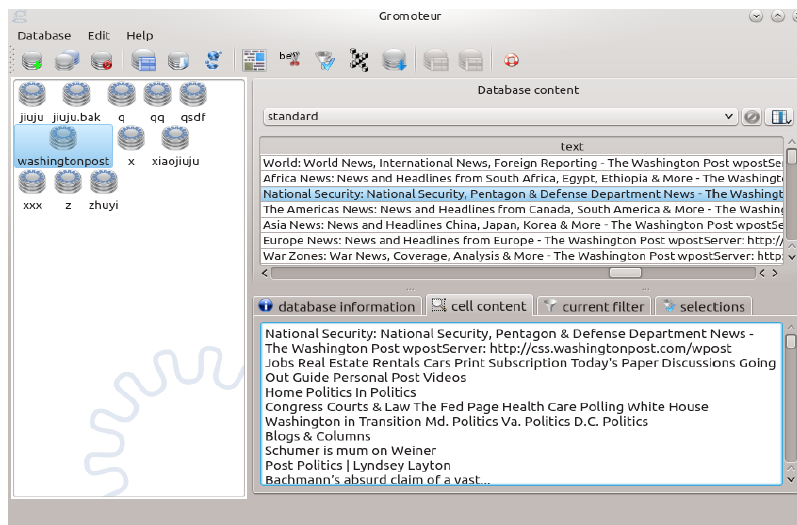 Gromoteur
Database Edit Help
jiuju jiuju.bak q qq qsdf
washingtonpost x xiaojiuju
xxx z zhuyi
Database content
standard
text
World: World News, International News, Foreign Reporting - The Washington Post wpostSe
Africa News: News and Headlines from South Africa, Egypt, Ethiopia & More - The Washingt
National Security: National Security, Pentagon & Defense Department News - The Washingt
The Americas News: News and Headlines from Canada, South America & More - The Washing
Asia News: News and Headlines China, Japan, Korea & More - The Washington Post wpostSe
Europe News: News and Headlines from Europe - The Washington Post wpostServer: http://
War Zones: War News, Coverage, Analysis & More - The Washington Post wpostServer: http:
database information cell content current filter selections
National Security: National Security, Pentagon & Defense Department News -
The Washington Post wpostServer: http://css.washingtonpost.com/wpost
Jobs Real Estate Rentals Cars Print Subscription Today's Paper Discussions Going
Out Guide Personal Post Videos
Home Politics In Politics
Congress Courts & Law The Fed Page Health Care Polling White House
Washington in Transition Md. Politics Va. Politics D.C. Politics
Blogs & Columns
Schumer is mum on Weiner
Post Politics | Lyndsey Layton
Bachmann's absurd claim of a vast...